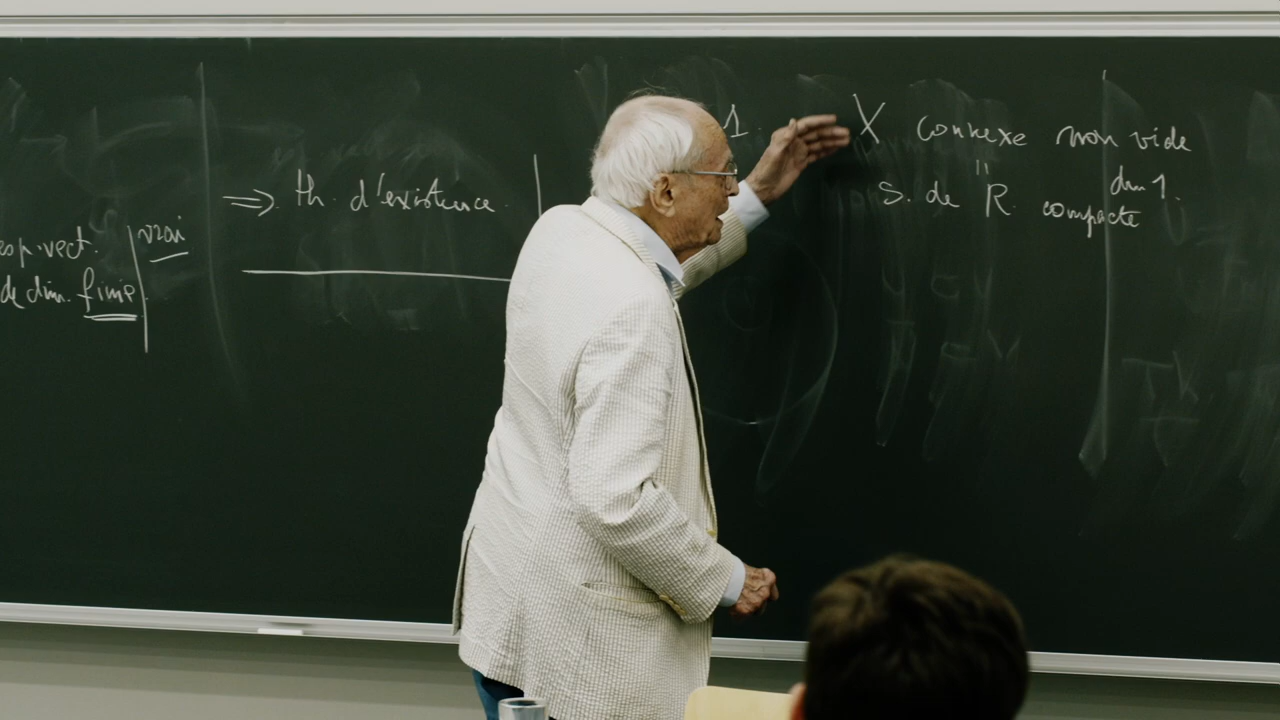 esp. vect.
de dim. finie
vrai
⇒ th. d'existence.
1.
X connexe non vide
dim 1.
S. de R. compacte